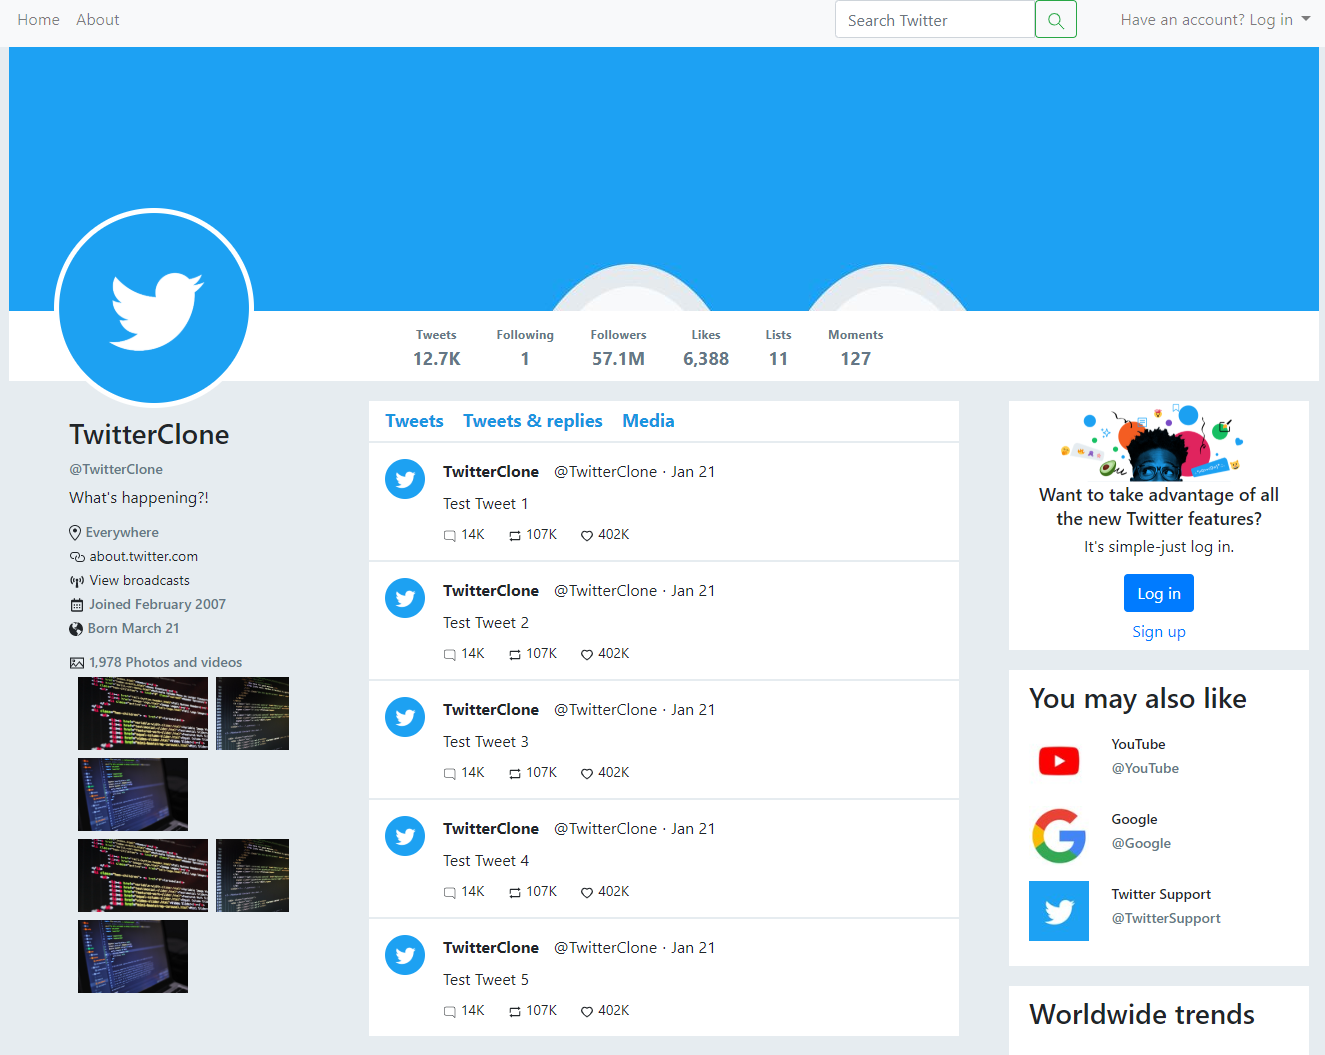 Home About
Search Twitter
Have an account? Log in
Tweets Following Followers Likes Lists Moments
12.7K 1 57.1M 6,388 11 127
TwitterClone
@TwitterClone
What's happening?!
Everywhere
about.twitter.com
View broadcasts
Joined February 2007
Born March 21
1,978 Photos and videos
Tweets Tweets & replies Media
TwitterClone @TwitterClone · Jan 21
Test Tweet 1
14K 107K 402K
TwitterClone @TwitterClone · Jan 21
Test Tweet 2
14K 107K 402K
TwitterClone @TwitterClone · Jan 21
Test Tweet 3
14K 107K 402K
TwitterClone @TwitterClone · Jan 21
Test Tweet 4
14K 107K 402K
TwitterClone @TwitterClone · Jan 21
Test Tweet 5
14K 107K 402K
Want to take advantage of all
the new Twitter features?
It's simple-just log in.
Log in
Sign up
You may also like
YouTube
@YouTube
Google
@Google
Twitter Support
@TwitterSupport
Worldwide trends